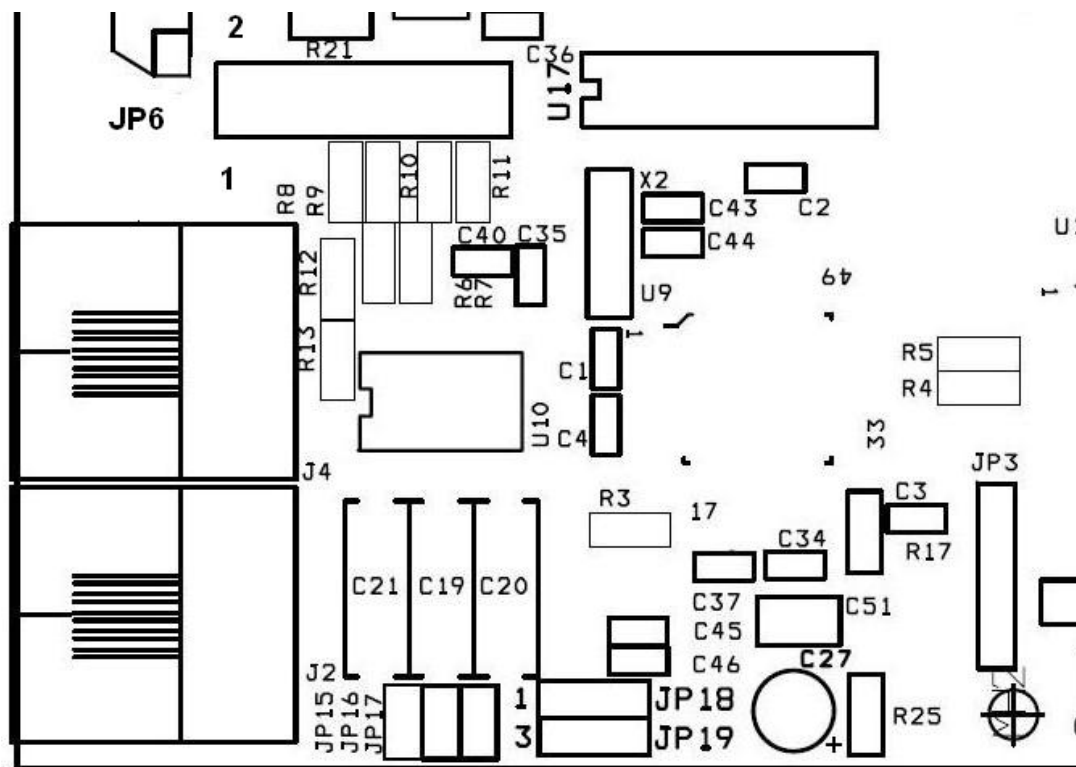 2
R21
C36
U17
JP6
1
R8
R9
R10
R11
X2
C43
C2
C44
C40
C35
R12
R6
R7
U9
49
1
1
R13
C1
R5
R4
U10
C4
33
J4
JP3
R3
17
C3
C34
R17
C21
C19
C20
C37
C51
C45
C46
C27
J2
JP15
JP16
JP17
1
JP18
3
JP19
+
R25